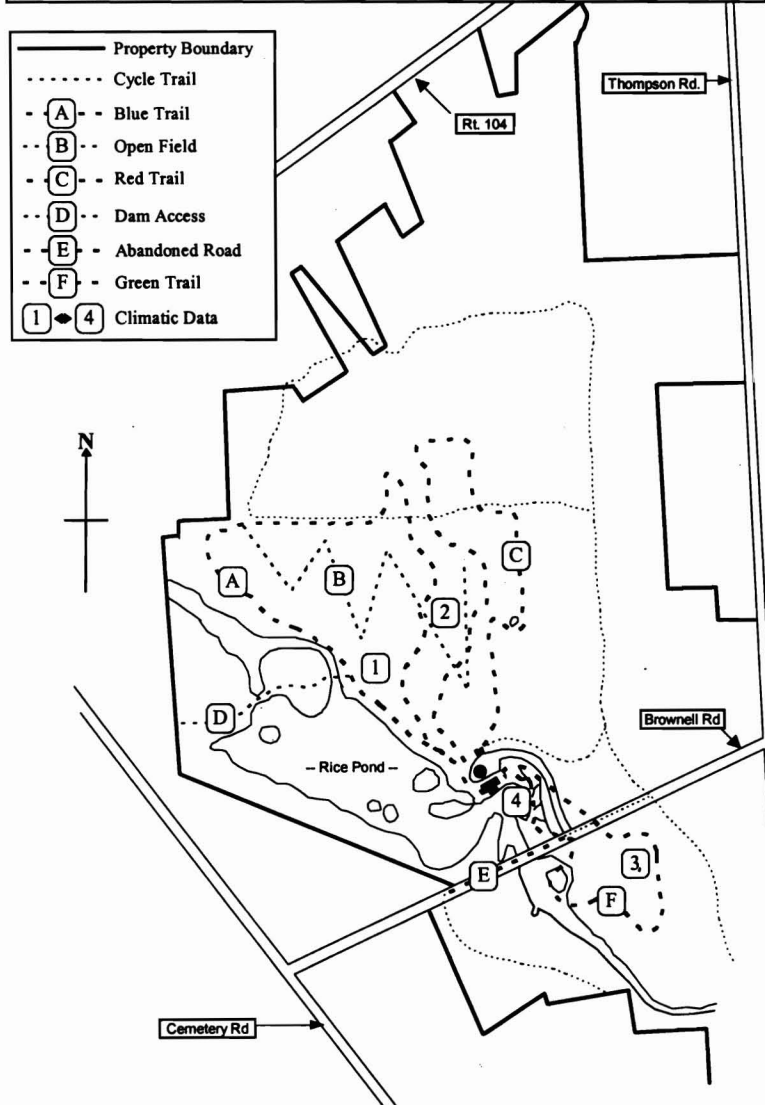 Property Boundary
Cycle Trail
A Blue Trail
B Open Field
C Red Trail
D Dam Access
E Abandoned Road
F Green Trail
1 4 Climatic Data
Rt. 104
Thompson Rd.
N
A
B
C
2
1
D
Brownell Rd
-- Rice Pond --
4
3
E
F
Cemetery Rd